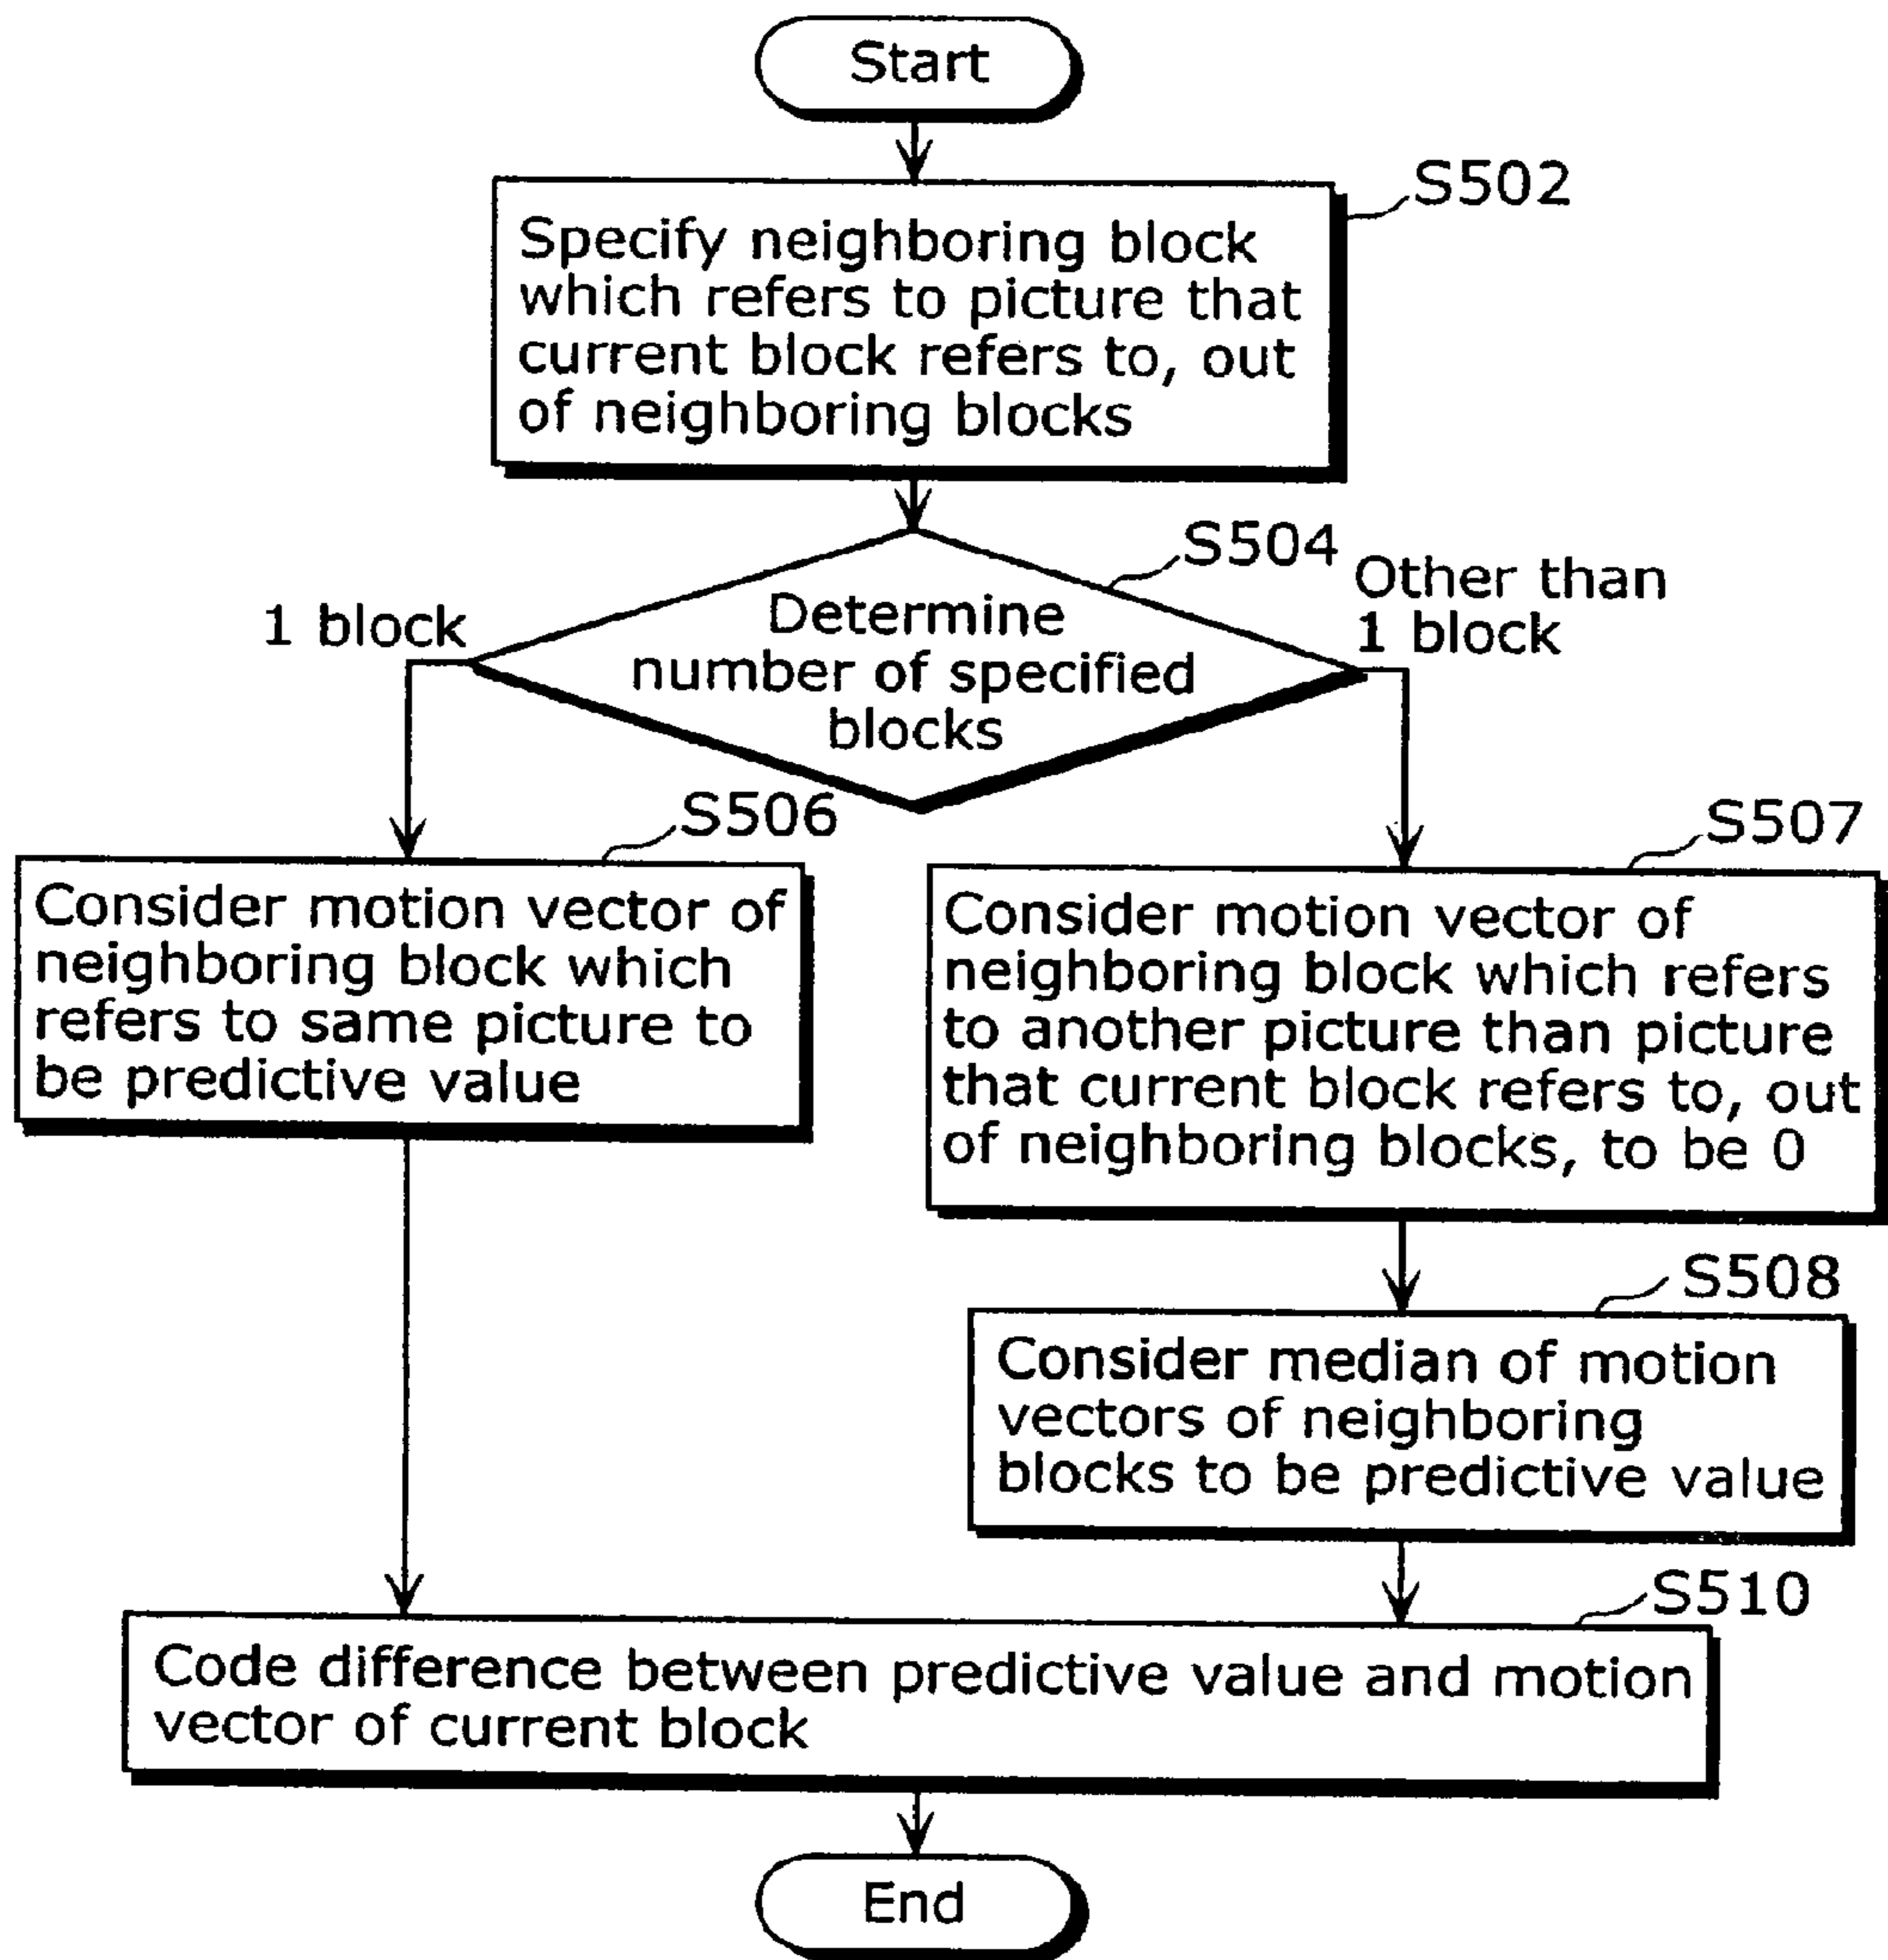 Start
S502
Specify neighboring block
which refers to picture that
current block refers to, out
of neighboring blocks
S504
1 block
Other than
1 block
Determine
number of specified
blocks
S506
Consider motion vector of
neighboring block which
refers to same picture to
be predictive value
S507
Consider motion vector of
neighboring block which refers
to another picture than picture
that current block refers to, out
of neighboring blocks, to be 0
S508
Consider median of motion
vectors of neighboring
blocks to be predictive value
S510
Code difference between predictive value and motion
vector of current block
End